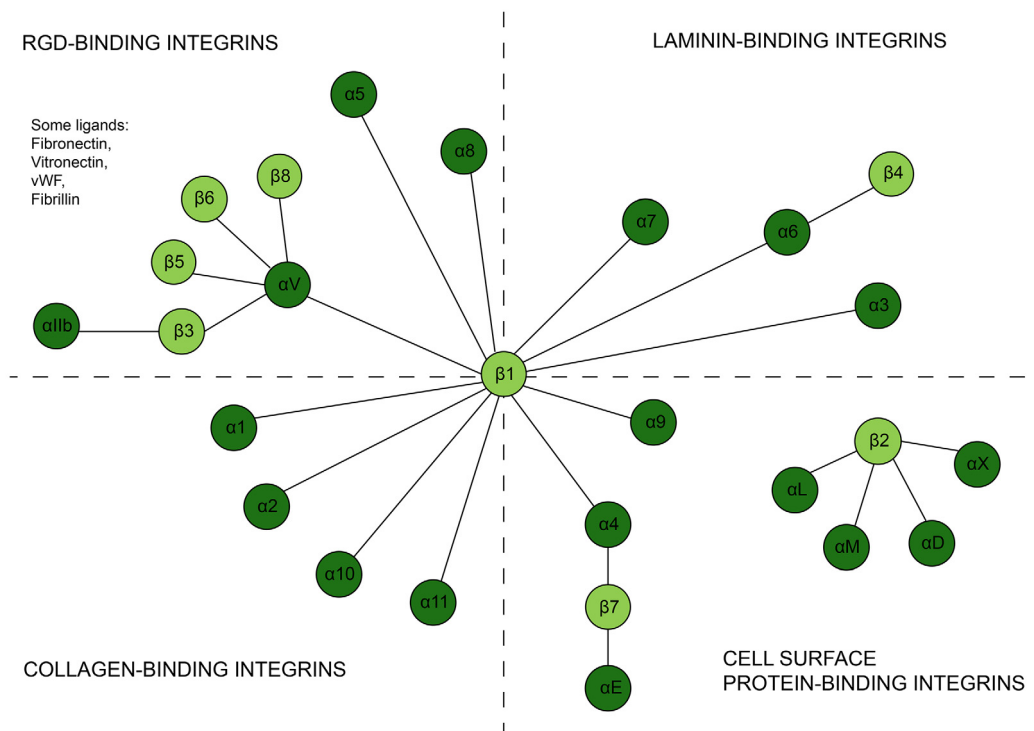 RGD-BINDING INTEGRINS
LAMININ-BINDING INTEGRINS
Some ligands:
Fibronectin,
Vitronectin,
vWF,
Fibrillin
α5
α8
β8
β6
β5
αV
αIIb
β3
α7
β4
α6
α3
β1
α1
α2
α10
α11
α9
α4
β7
αE
β2
αL
αM
αD
αX
COLLAGEN-BINDING INTEGRINS
CELL SURFACE
PROTEIN-BINDING INTEGRINS